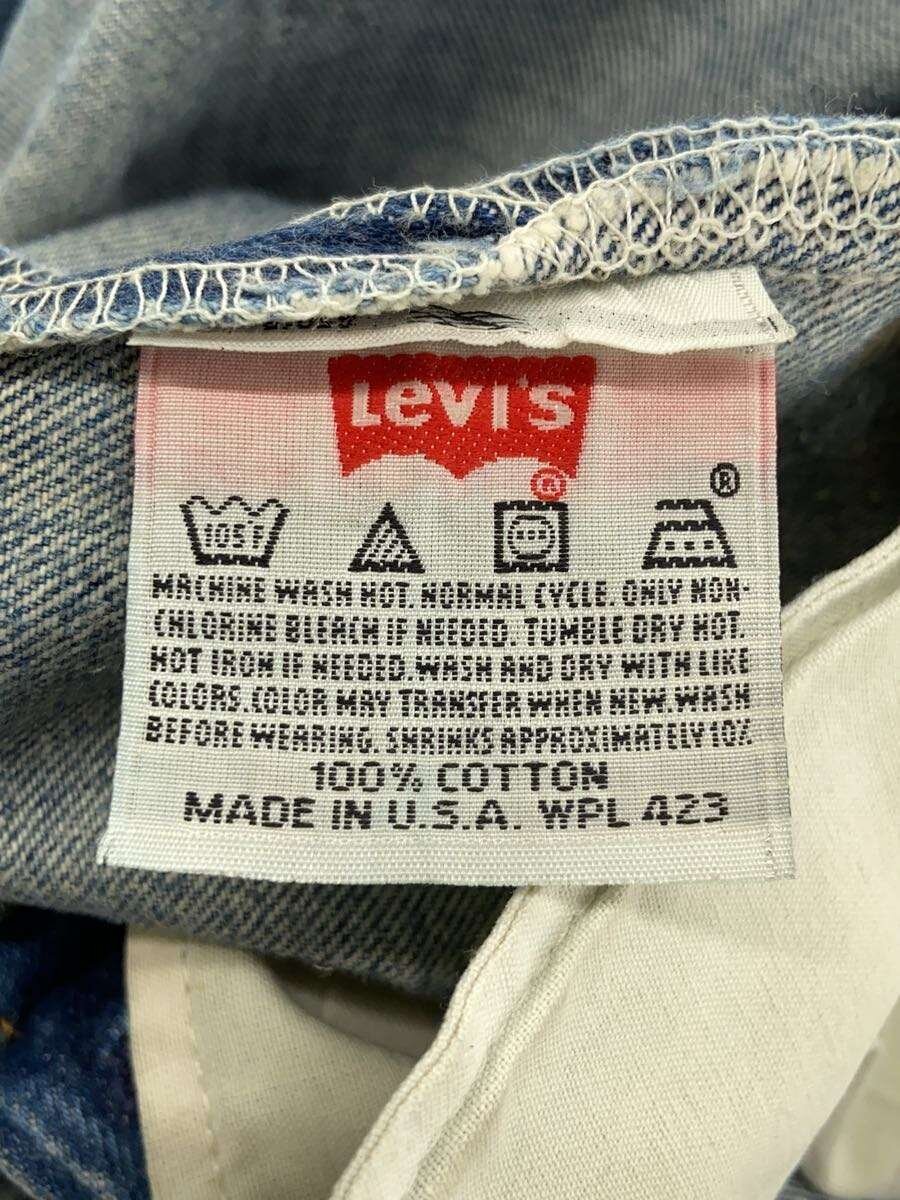 Levi's
®
®
105°F
MACHINE WASH HOT. NORMAL CYCLE. ONLY NON-
CHLORINE BLEACH IF NEEDED. TUMBLE DRY HOT.
HOT IRON IF NEEDED. WASH AND DRY WITH LIKE
COLORS. COLOR MAY TRANSFER WHEN NEW. WASH
BEFORE WEARING. SHRINKS APPROXIMATELY 10%
100% COTTON
MADE IN U.S.A. WPL 423